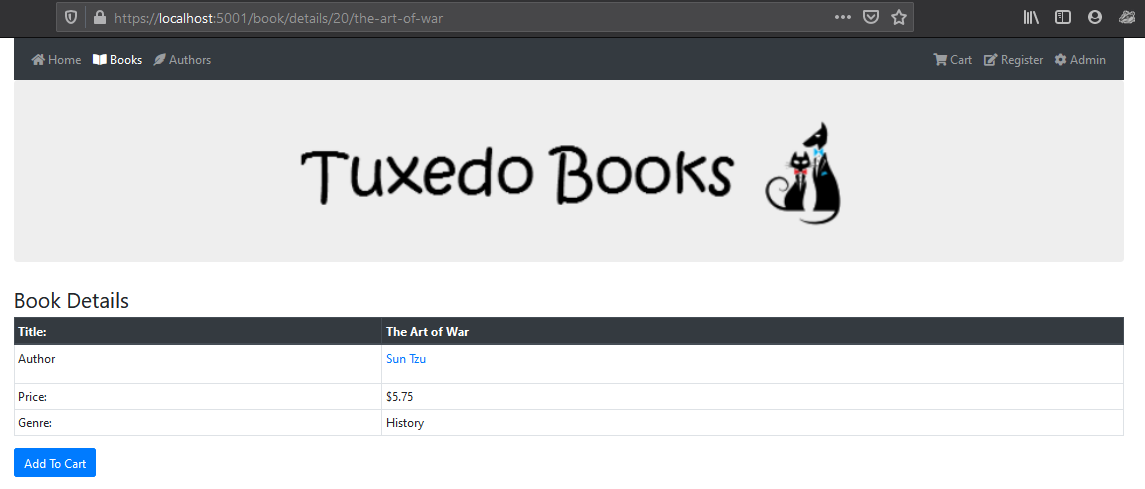 https://localhost:5001/book/details/20/the-art-of-war
Home Books Authors Cart Register Admin
Tuxedo Books
Book Details
Title: The Art of War
Author Sun Tzu
Price: $5.75
Genre: History
Add To Cart